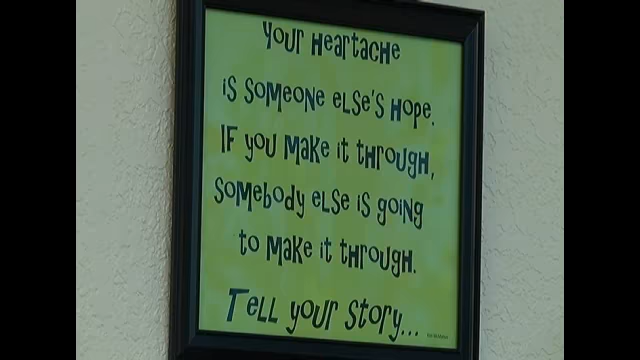 Your Heartache
is someone else's hope.
If you make it through,
somebody else is going
to make it through.
Tell your story...